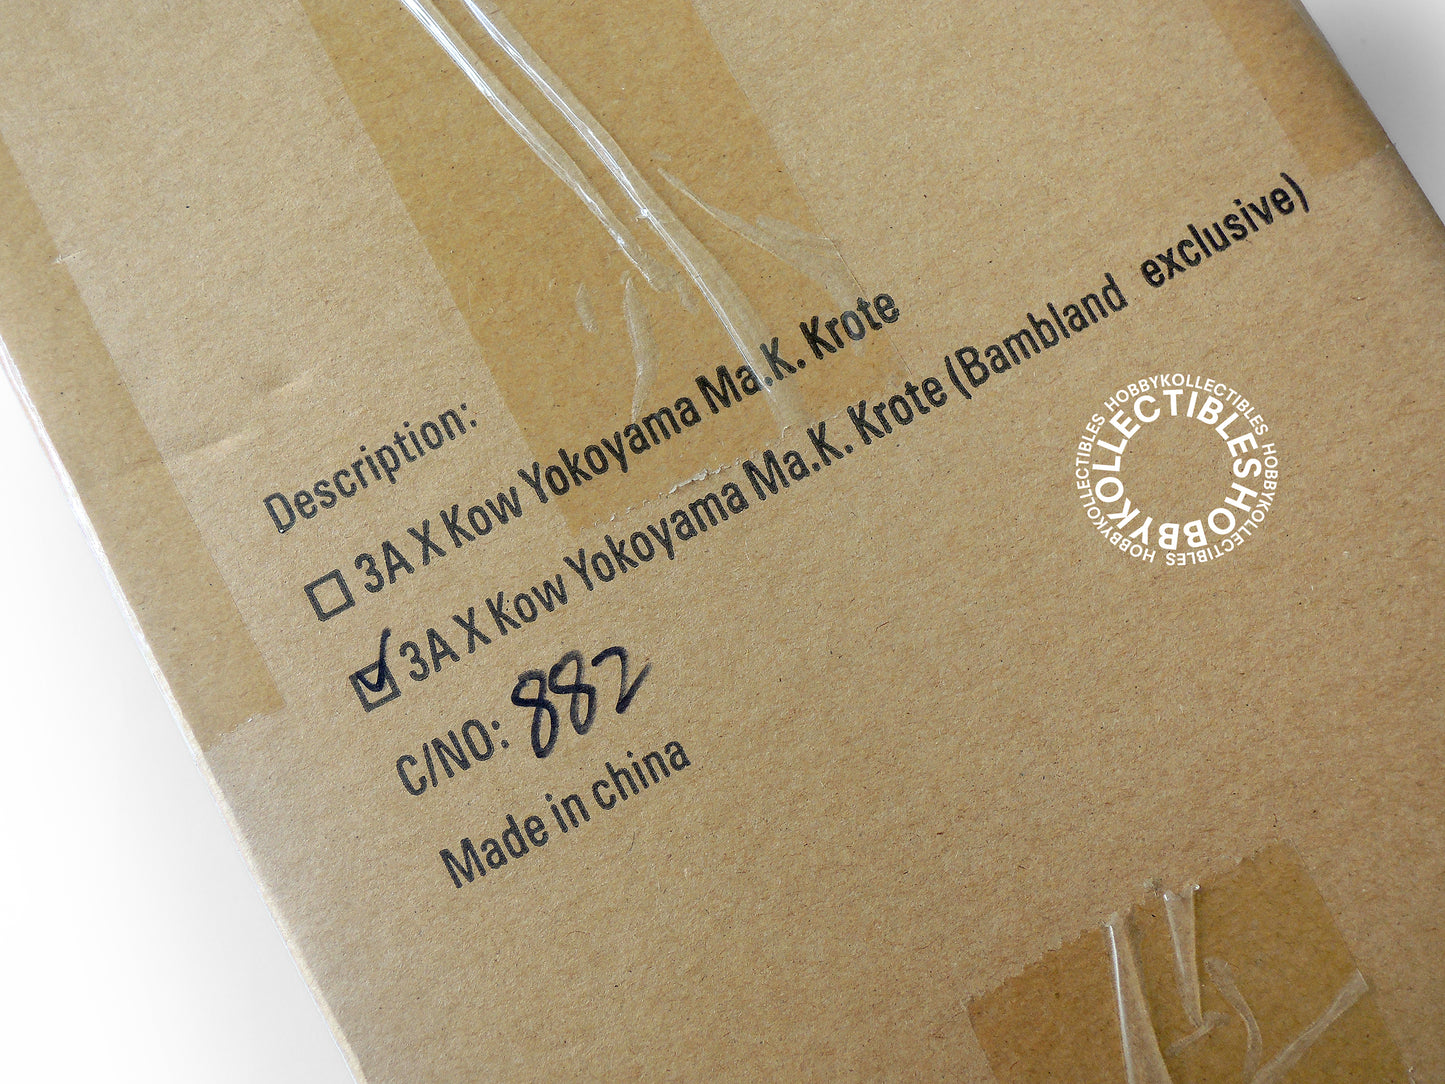 Description:
☐ 3A X Kow Yokoyama Ma.K. Krote
☑ 3A X Kow Yokoyama Ma.K. Krote (Bambland exclusive)
C/NO: 882
Made in china
HOBBYKOLLECTIBLES HOBBYKOLLECTIBLES HOBBYKOLLECTIBLES
HOBBYKOLLECTIBLES